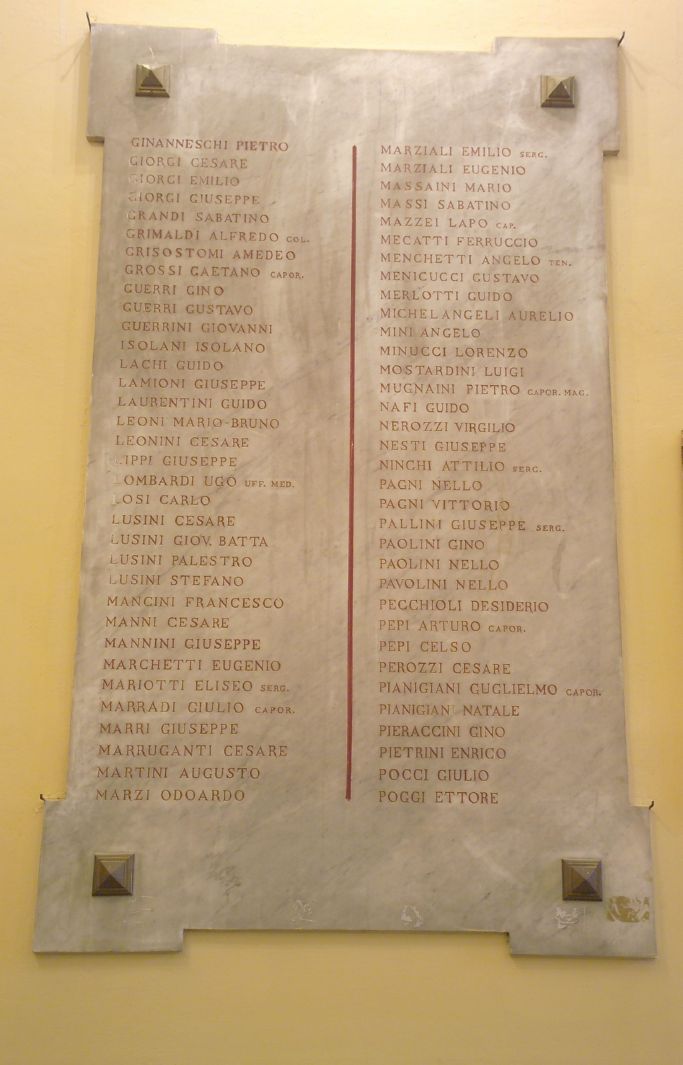 GINANNESCHI PIETRO
GIORGI CESARE
GIORGI EMILIO
GIORGI GIUSEPPE
GRANDI SABATINO
GRIMALDI ALFREDO COL.
GRISOSTOMI AMEDEO
GROSSI GAETANO CAPOR.
GUERRI GINO
GUERRI GUSTAVO
GUERRINI GIOVANNI
ISOLANI ISOLANO
LACHI GUIDO
LAMIONI GIUSEPPE
LAURENTINI GUIDO
LEONI MARIO-BRUNO
LEONINI CESARE
LIPPI GIUSEPPE
LOMBARDI UGO UFF. MED.
LOSI CARLO
LUSINI CESARE
LUSINI GIOV. BATTA
LUSINI PALESTRO
LUSINI STEFANO
MANCINI FRANCESCO
MANNI CESARE
MANNINI GIUSEPPE
MARCHETTI EUGENIO
MARIOTTI ELISEO SERG.
MARRADI GIULIO CAPOR.
MARRI GIUSEPPE
MARRUGANTI CESARE
MARTINI AUGUSTO
MARZI ODOARDO
MARZIALI EMILIO SERG.
MARZIALI EUGENIO
MASSAINI MARIO
MASSI SABATINO
MAZZEI LAPO CAP.
MECATTI FERRUCCIO
MENCHETTI ANGELO TEN.
MENICUCCI GUSTAVO
MERLOTTI GUIDO
MICHELANGELI AURELIO
MINI ANGELO
MINUCCI LORENZO
MOSTARDINI LUIGI
MUGNAINI PIETRO CAPOR. MAG.
NAFI GUIDO
NEROZZI VIRGILIO
NESTI GIUSEPPE
NINCHI ATTILIO SERG.
PAGNI NELLO
PAGNI VITTORIO
PALLINI GIUSEPPE SERG.
PAOLINI GINO
PAOLINI NELLO
PAVOLINI NELLO
PECCHIOLI DESIDERIO
PEPI ARTURO CAPOR.
PEPI CELSO
PEROZZI CESARE
PIANIGIANI GUGLIELMO CAPOR.
PIANIGIANI NATALE
PIERACCINI GINO
PIETRINI ENRICO
POCCI GIULIO
POGGI ETTORE